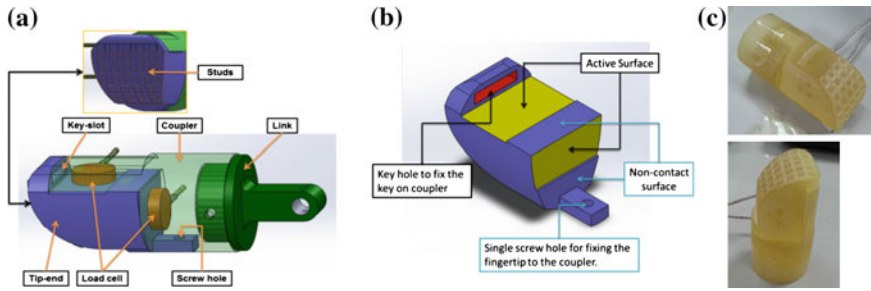 (a)
Studs
Key-slot
Coupler
Link
Tip-end
Load cell
Screw hole
(b)
Active Surface
Key hole to fix the
key on coupler
Non-contact
surface
Single screw hole for fixing the
fingertip to the coupler.
(c)